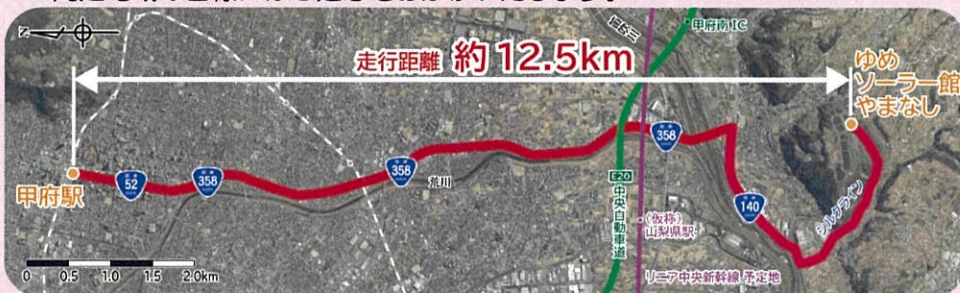 走行距離 約12.5km
甲府南IC
ゆめ
ソーラー館
やまなし
甲府駅
52
358
358
荒川
358
E20
中央自動車道
140
シルクライン
(仮称)
山梨県駅
リニア中央新幹線 予定地
0 0.5 1.0 1.5 2.0km
N